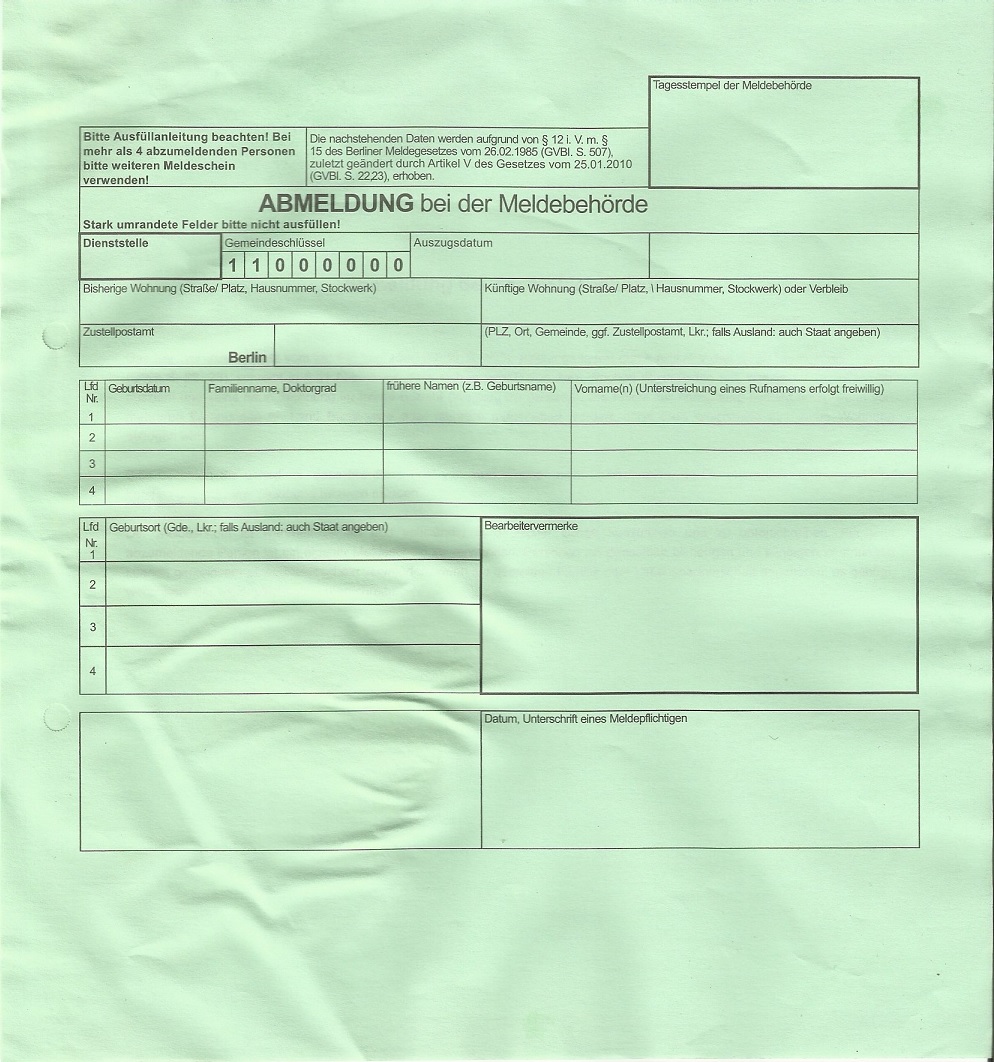 Tagesstempel der Meldebehörde
Bitte Ausfüllanleitung beachten! Bei
mehr als 4 abzumeldenden Personen
bitte weiteren Meldeschein
verwenden!
Die nachstehenden Daten werden aufgrund von § 12 i. V. m. §
15 des Berliner Meldegesetzes vom 26.02.1985 (GVBl. S. 507),
zuletzt geändert durch Artikel V des Gesetzes vom 25.01.2010
(GVBl. S. 22,23), erhoben.
ABMELDUNG bei der Meldebehörde
Stark umrandete Felder bitte nicht ausfüllen!
Dienststelle
Gemeindeschlüssel
1 1 0 0 0 0 0 0
Auszugsdatum
Bisherige Wohnung (Straße/ Platz, Hausnummer, Stockwerk)
Künftige Wohnung (Straße/ Platz, \ Hausnummer, Stockwerk) oder Verbleib
Zustellpostamt
Berlin
(PLZ, Ort, Gemeinde, ggf. Zustellpostamt, Lkr.; falls Ausland: auch Staat angeben)
Lfd
Nr.
Geburtsdatum
Familienname, Doktorgrad
frühere Namen (z.B. Geburtsname)
Vorname(n) (Unterstreichung eines Rufnamens erfolgt freiwillig)
1
2
3
4
Lfd
Nr.
Geburtsort (Gde., Lkr.; falls Ausland: auch Staat angeben)
1
2
3
4
Bearbeitervermerke
Datum, Unterschrift eines Meldepflichtigen